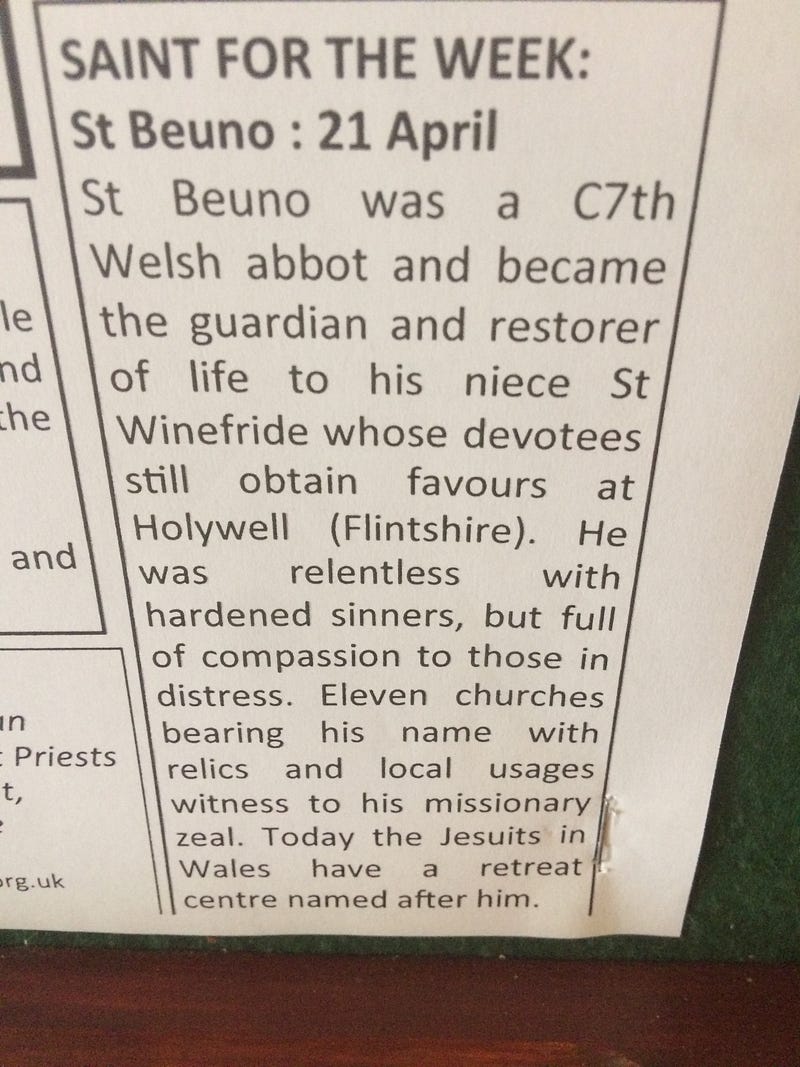 SAINT FOR THE WEEK:
St Beuno : 21 April
St Beuno was a C7th
Welsh abbot and became
the guardian and restorer
of life to his niece St
Winefride whose devotees
still obtain favours at
Holywell (Flintshire). He
was relentless with
hardened sinners, but full
of compassion to those in
distress. Eleven churches
bearing his name with
relics and local usages
witness to his missionary
zeal. Today the Jesuits in
Wales have a retreat
centre named after him.
the
and
Priests
org.uk